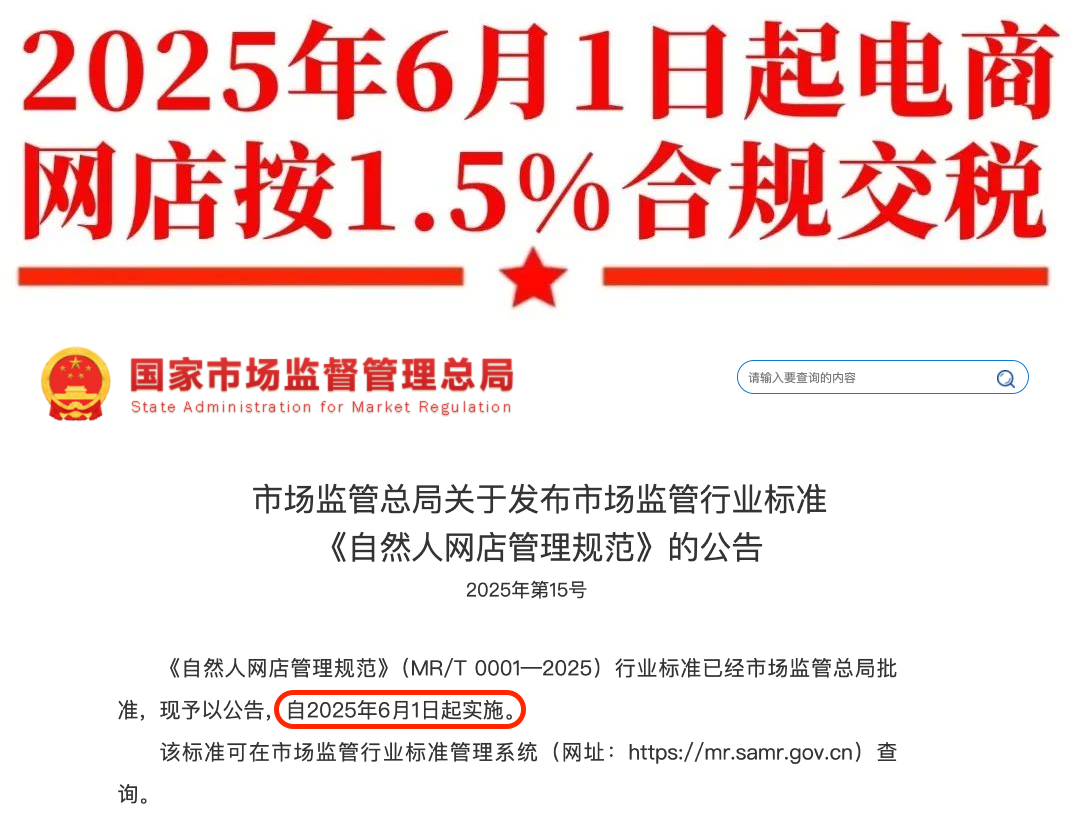 2025年6月1日起电商
网店按1.5%合规交税
国家市场监督管理总局
State Administration for Market Regulation
请输入要查询的内容
市场监管总局关于发布市场监管行业标准
《自然人网店管理规范》的公告
2025年第15号
《自然人网店管理规范》（MR/T 0001—2025）行业标准已经市场监管总局批
准，现予以公告，自2025年6月1日起实施。
该标准可在市场监管行业标准管理系统（网址：https://mr.samr.gov.cn）查
询。